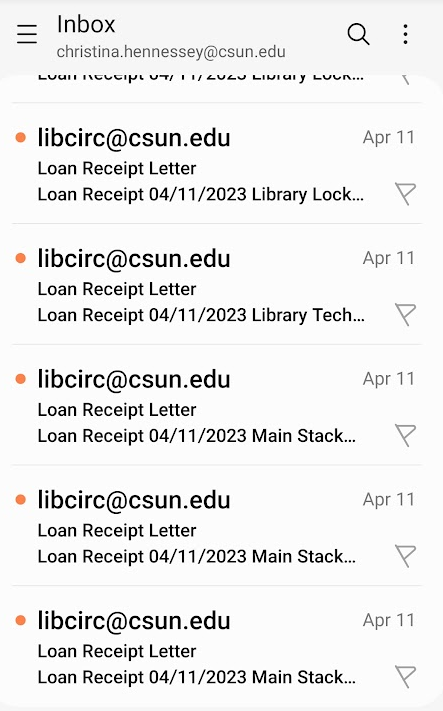 Inbox
christina.hennessey@csun.edu
Loan Receipt 04/11/2023 Library Lock...
libcirc@csun.edu Apr 11
Loan Receipt Letter
Loan Receipt 04/11/2023 Library Lock...
libcirc@csun.edu Apr 11
Loan Receipt Letter
Loan Receipt 04/11/2023 Library Tech...
libcirc@csun.edu Apr 11
Loan Receipt Letter
Loan Receipt 04/11/2023 Main Stack...
libcirc@csun.edu Apr 11
Loan Receipt Letter
Loan Receipt 04/11/2023 Main Stack...
libcirc@csun.edu Apr 11
Loan Receipt Letter
Loan Receipt 04/11/2023 Main Stack...